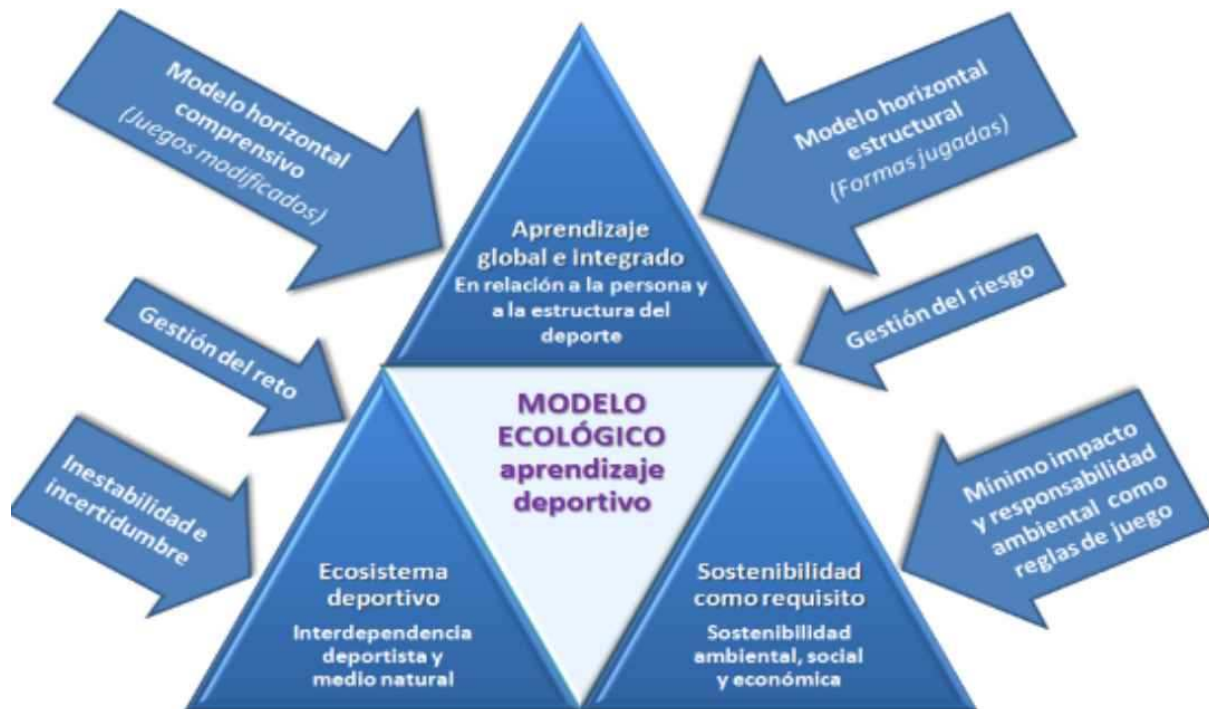 Modelo horizontal
comprensivo
(Juegos modificados)
Modelo horizontal
estructural
(Formas jugadas)
Aprendizaje
global e integrado
En relación a la persona y
a la estructura del
deporte
Gestión del reto
Gestión del riesgo
MODELO
ECOLÓGICO
aprendizaje
deportivo
Inestabilidad e
incertidumbre
Mínimo impacto
y responsabilidad
ambiental como
reglas de juego
Ecosistema
deportivo
Interdependencia
deportista y
medio natural
Sostenibilidad
como requisito
Sostenibilidad
ambiental, social
y económica